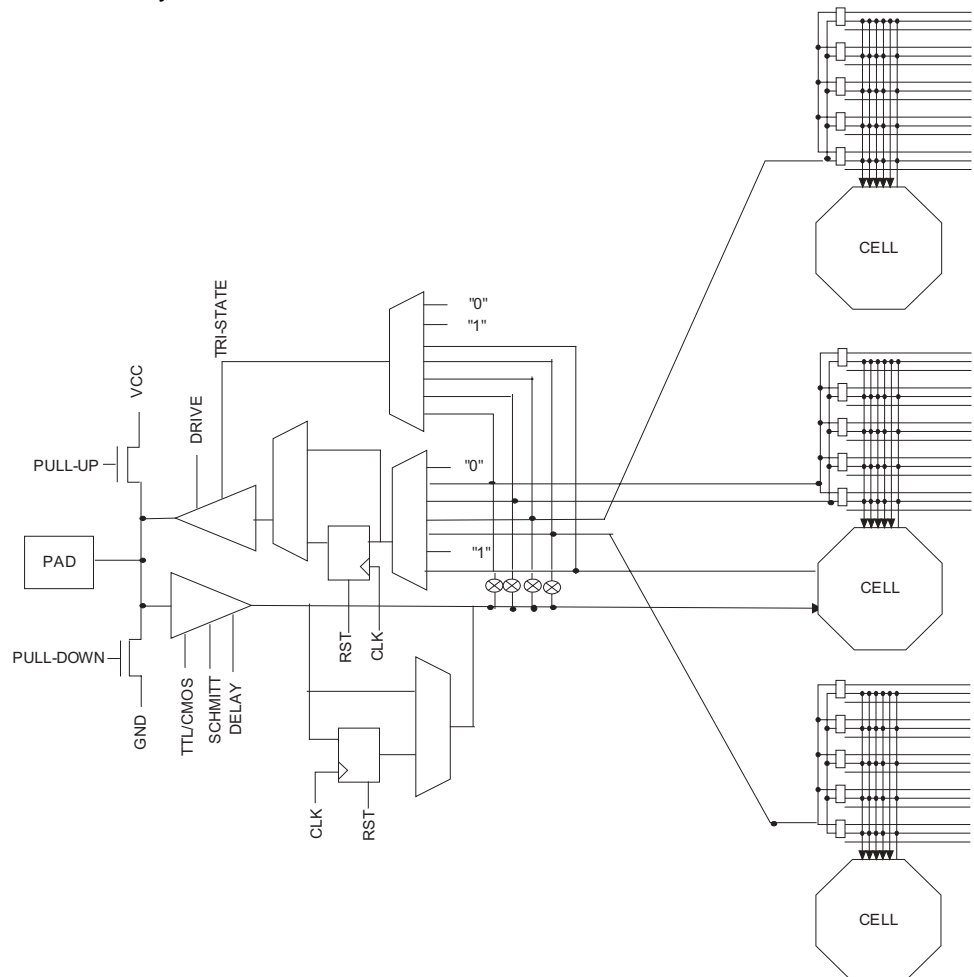 CELL
"0"
"1"
TRI-STATE
VCC
DRIVE
PULL-UP
"0"
"1"
PAD
CELL
RST
CLK
PULL-DOWN
GND
TTL/CMOS
SCHMITT
DELAY
CLK
RST
CELL